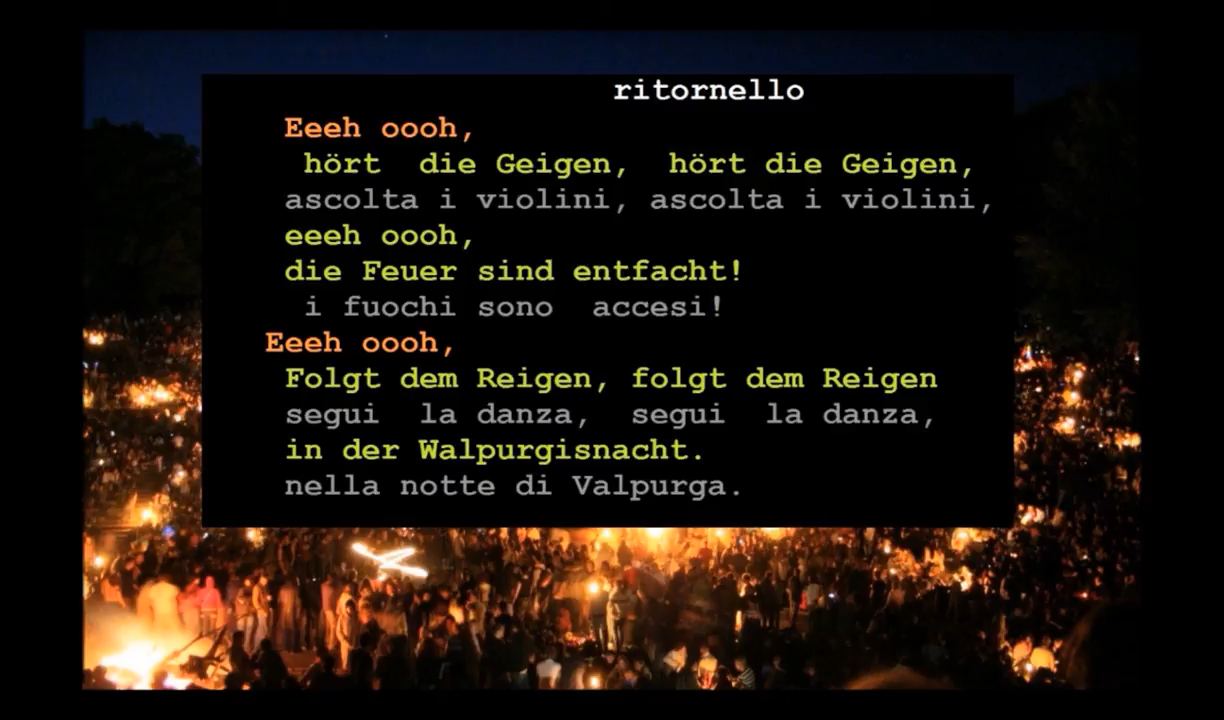 ritornello
Eeeh oooh,
hört die Geigen, hört die Geigen,
ascolta i violini, ascolta i violini,
eeeh oooh,
die Feuer sind entfacht!
i fuochi sono accesi!
Eeeh oooh,
Folgt dem Reigen, folgt dem Reigen
segui la danza, segui la danza,
in der Walpurgisnacht.
nella notte di Valpurga.